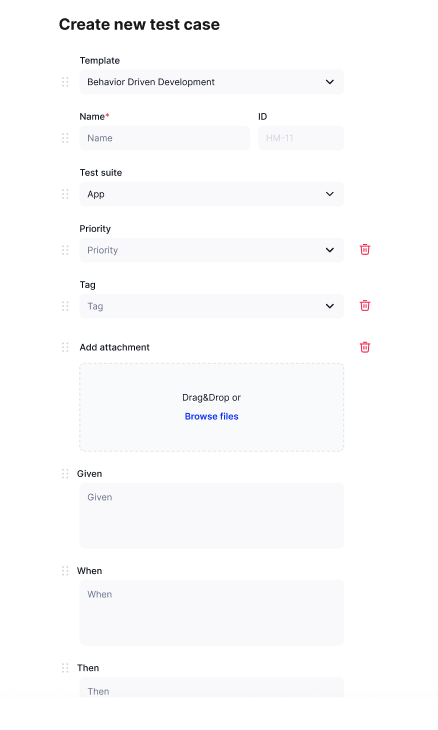 Create new test case
Template
Behavior Driven Development
Name* ID
Name HM-11
Test suite
App
Priority
Priority
Tag
Tag
Add attachment
Drag&Drop or
Browse files
Given
Given
When
When
Then
Then